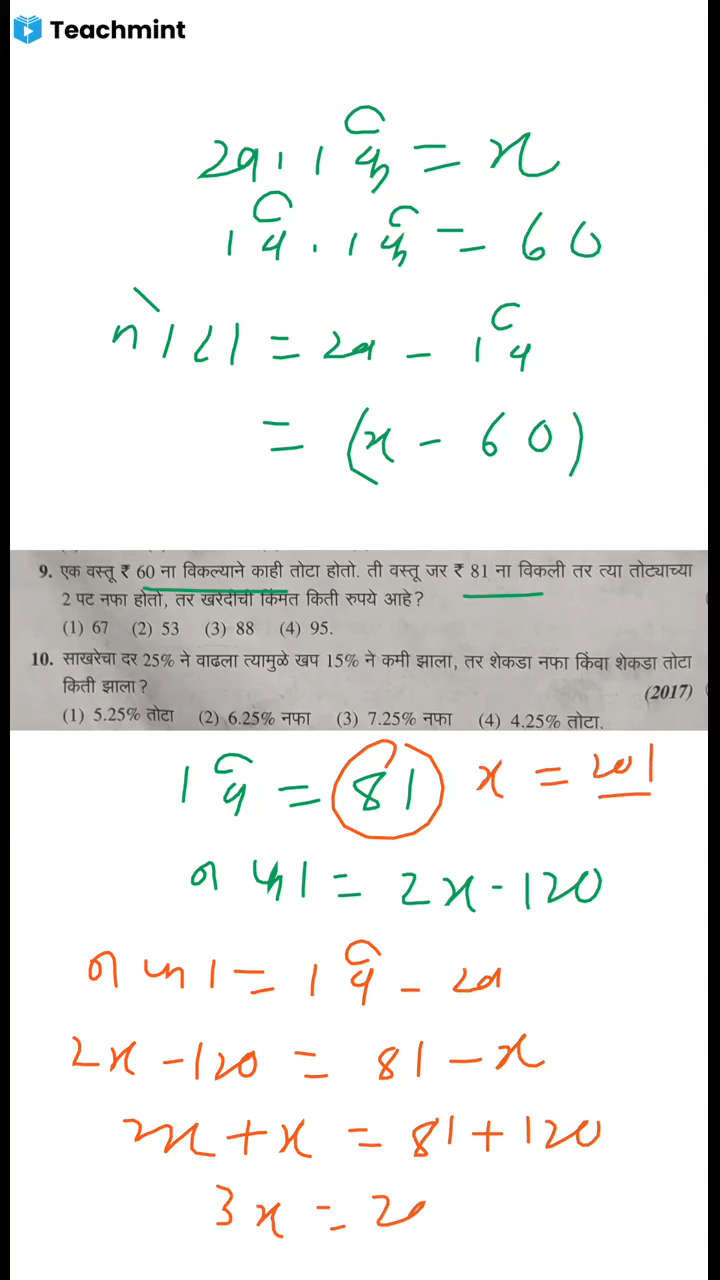 Teachmint
ख. किं = x
वि. किं = 60
तोटा = ख - वि
= (x - 60)
9. एक वस्तू ₹ 60 ना विकल्याने काही तोटा होतो. ती वस्तू जर ₹ 81 ना विकली तर त्या तोट्याच्या
2 पट नफा होतो, तर खरेदीची किंमत किती रुपये आहे?
(1) 67 (2) 53 (3) 88 (4) 95.
10. साखरेचा दर 25% ने वाढला त्यामुळे खप 15% ने कमी झाला, तर शेकडा नफा किंवा शेकडा तोटा
किती झाला?
(2017)
(1) 5.25% तोटा (2) 6.25% नफा (3) 7.25% नफा (4) 4.25% तोटा.
वि = 81 x = 201
नफा = 2x - 120
नफा = वि - ख
2x - 120 = 81 - x
2x + x = 81 + 120
3x = 20